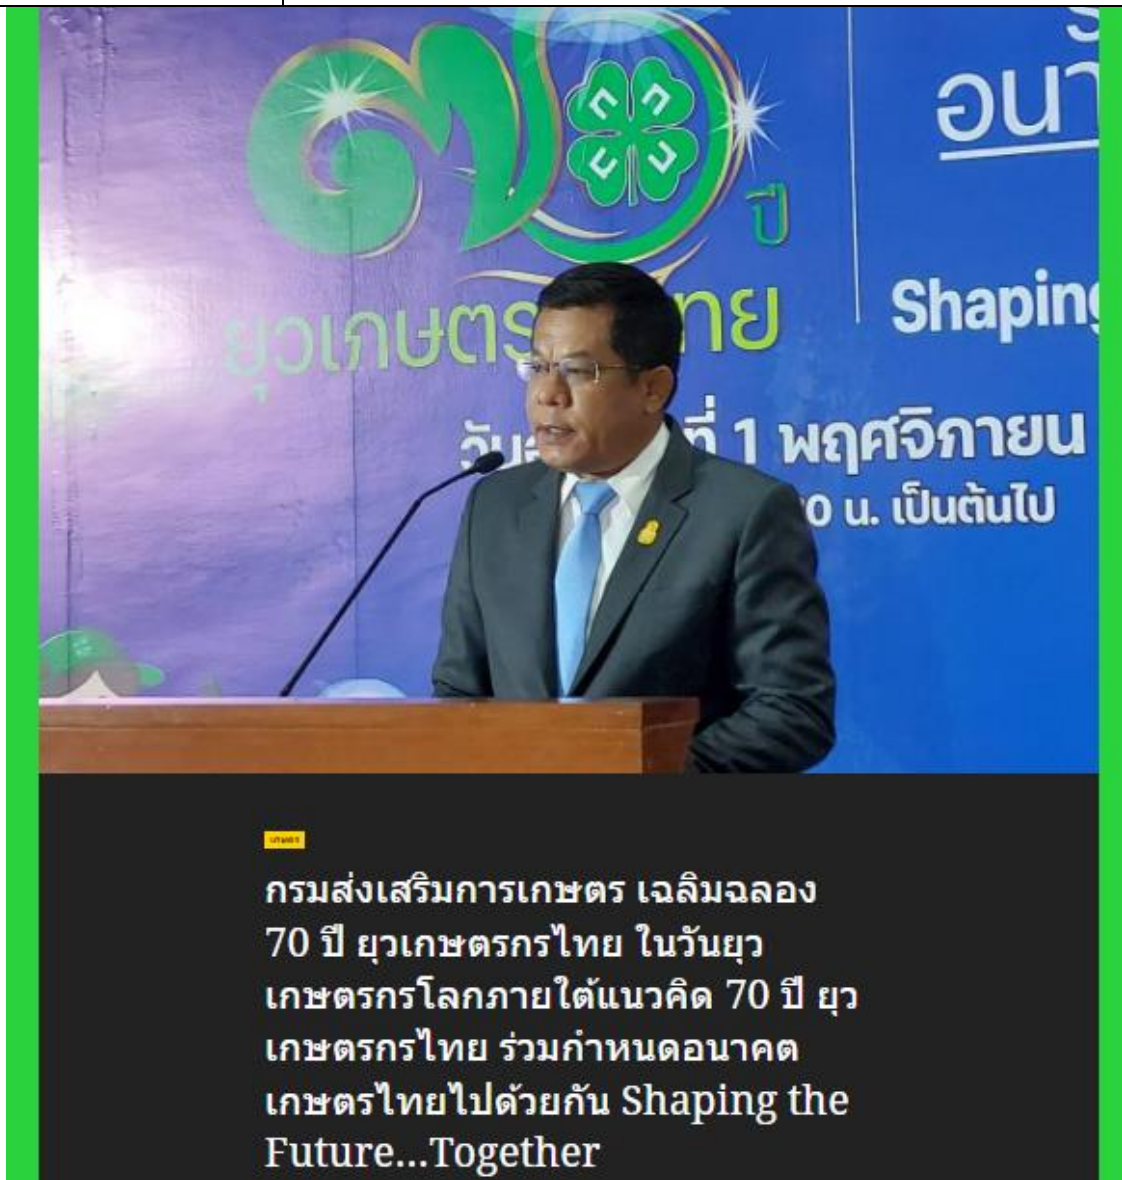 อนา
ก ก
ย ว
ปี
Shaping
ยุวเกษตร ไทย
ที่ 1 พฤศจิกายน
0 น. เป็นต้นไป
กรมส่งเสริมการเกษตร เฉลิมฉลอง
70 ปี ยุวเกษตรกรไทย ในวันยุว
เกษตรกรโลกภายใต้แนวคิด 70 ปี ยุว
เกษตรกรไทย ร่วมกำหนดอนาคต
เกษตรไทยไปด้วยกัน Shaping the
Future...Together